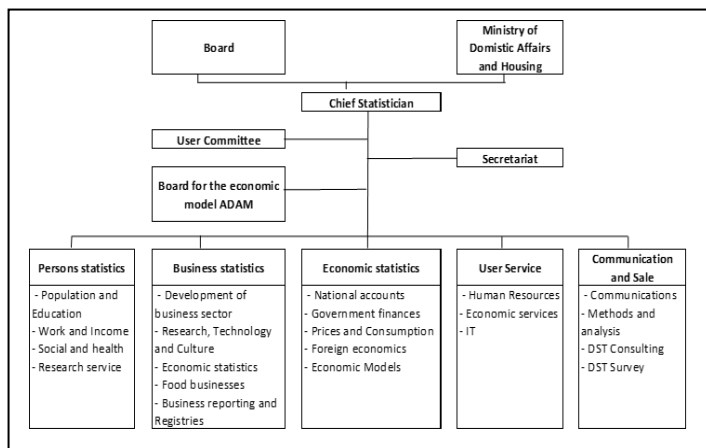 Board
Ministry of
Domistic Affairs
and Housing
Chief Statistician
User Committee
Secretariat
Board for the economic
model ADAM
Persons statistics
- Population and
Education
- Work and Income
- Social and health
- Research service
Business statistics
- Development of
business sector
- Research, Technology
and Culture
- Economic statistics
- Food businesses
- Business reporting and
Registries
Economic statistics
- National accounts
- Government finances
- Prices and Consumption
- Foreign economics
- Economic Models
User Service
- Human Resources
- Economic services
- IT
Communication
and Sale
- Communications
- Methods and
analysis
- DST Consulting
- DST Survey